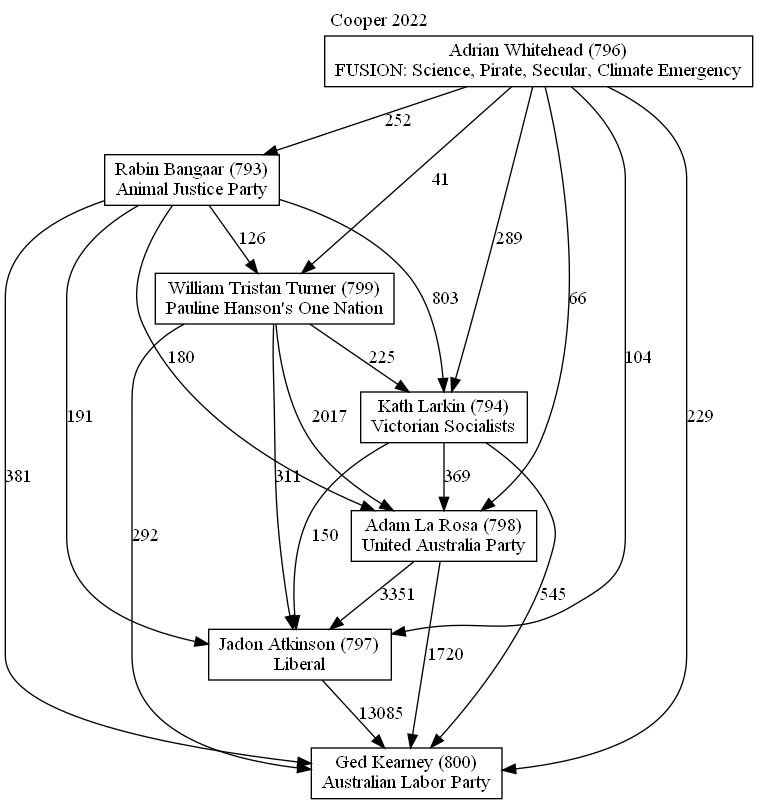 Cooper 2022
Adrian Whitehead (796)
FUSION: Science, Pirate, Secular, Climate Emergency
252
Rabin Bangaar (793)
Animal Justice Party
41
126
289
William Tristan Turner (799)
Pauline Hanson's One Nation
803
66
180
225
104
Kath Larkin (794)
Victorian Socialists
191
2017
229
381
311
369
Adam La Rosa (798)
United Australia Party
292
150
3351
545
Jadon Atkinson (797)
Liberal
1720
13085
Ged Kearney (800)
Australian Labor Party